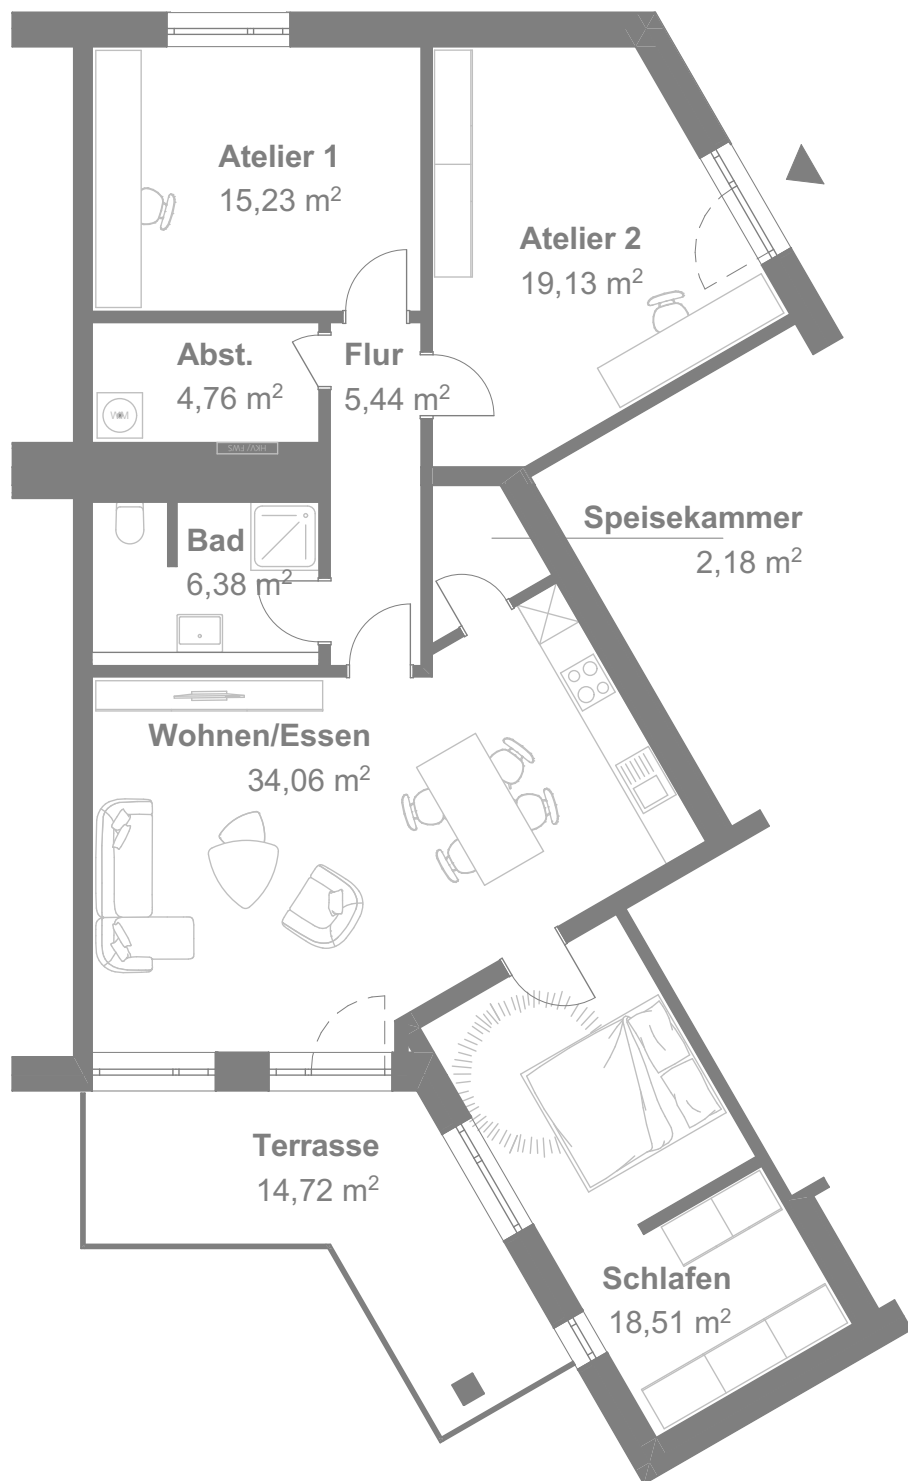 Atelier 1
15,23 m²
Atelier 2
19,13 m²
Abst.
4,76 m²
Flur
5,44 m²
WM
HKV/FWS
Speisekammer
2,18 m²
Bad
6,38 m²
Wohnen/Essen
34,06 m²
Terrasse
14,72 m²
Schlafen
18,51 m²